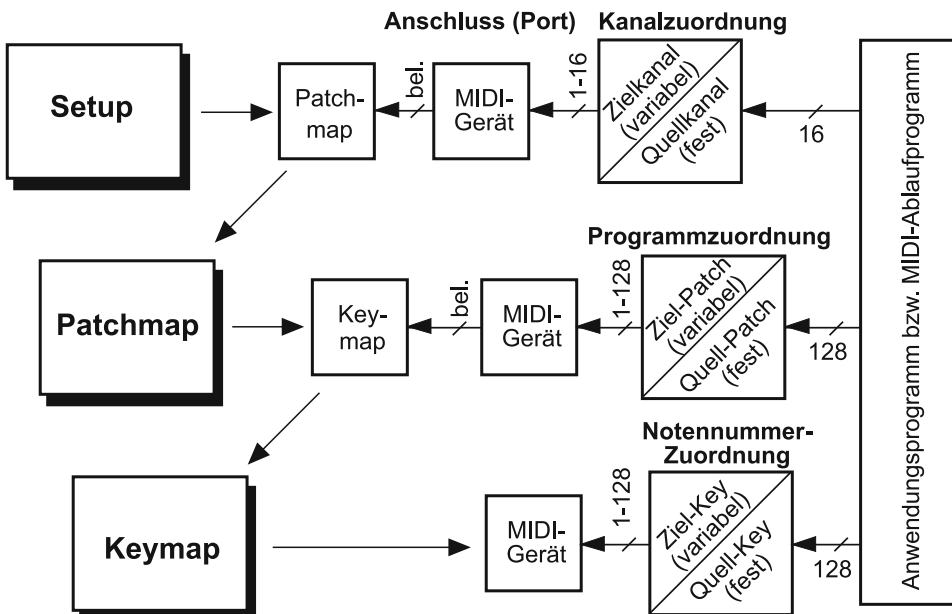 Anschluss (Port)
Kanalzuordnung
Setup
Patch-
map
bel.
MIDI-
Gerät
1-16
Zielkanal
(variabel)
Quellkanal
(fest)
16
Programmzuordnung
Patchmap
Key-
map
bel.
MIDI-
Gerät
1-128
Ziel-Patch
(variabel)
Quell-Patch
(fest)
128
Notennummer-
Zuordnung
Keymap
MIDI-
Gerät
1-128
Ziel-Key
(variabel)
Quell-Key
(fest)
128
Anwendungsprogramm bzw. MIDI-Ablaufprogramm